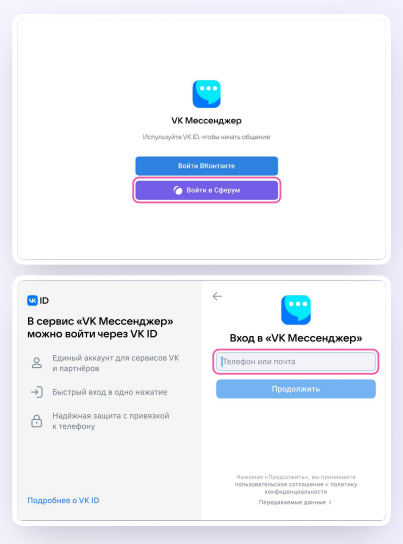 VK Мессенджер
Используйте VK ID, чтобы начать общение
Войти ВКонтакте
Войти в Сферум
VK ID
В сервис «VK Мессенджер»
можно войти через VK ID
Единый аккаунт для сервисов VK
и партнёров
Быстрый вход в одно нажатие
Надёжная защита с привязкой
к телефону
Подробнее о VK ID
Вход в «VK Мессенджер»
Телефон или почта
Продолжить
Нажимая «Продолжить», вы принимаете
пользовательское соглашение и политику
конфиденциальности
Передаваемые данные >